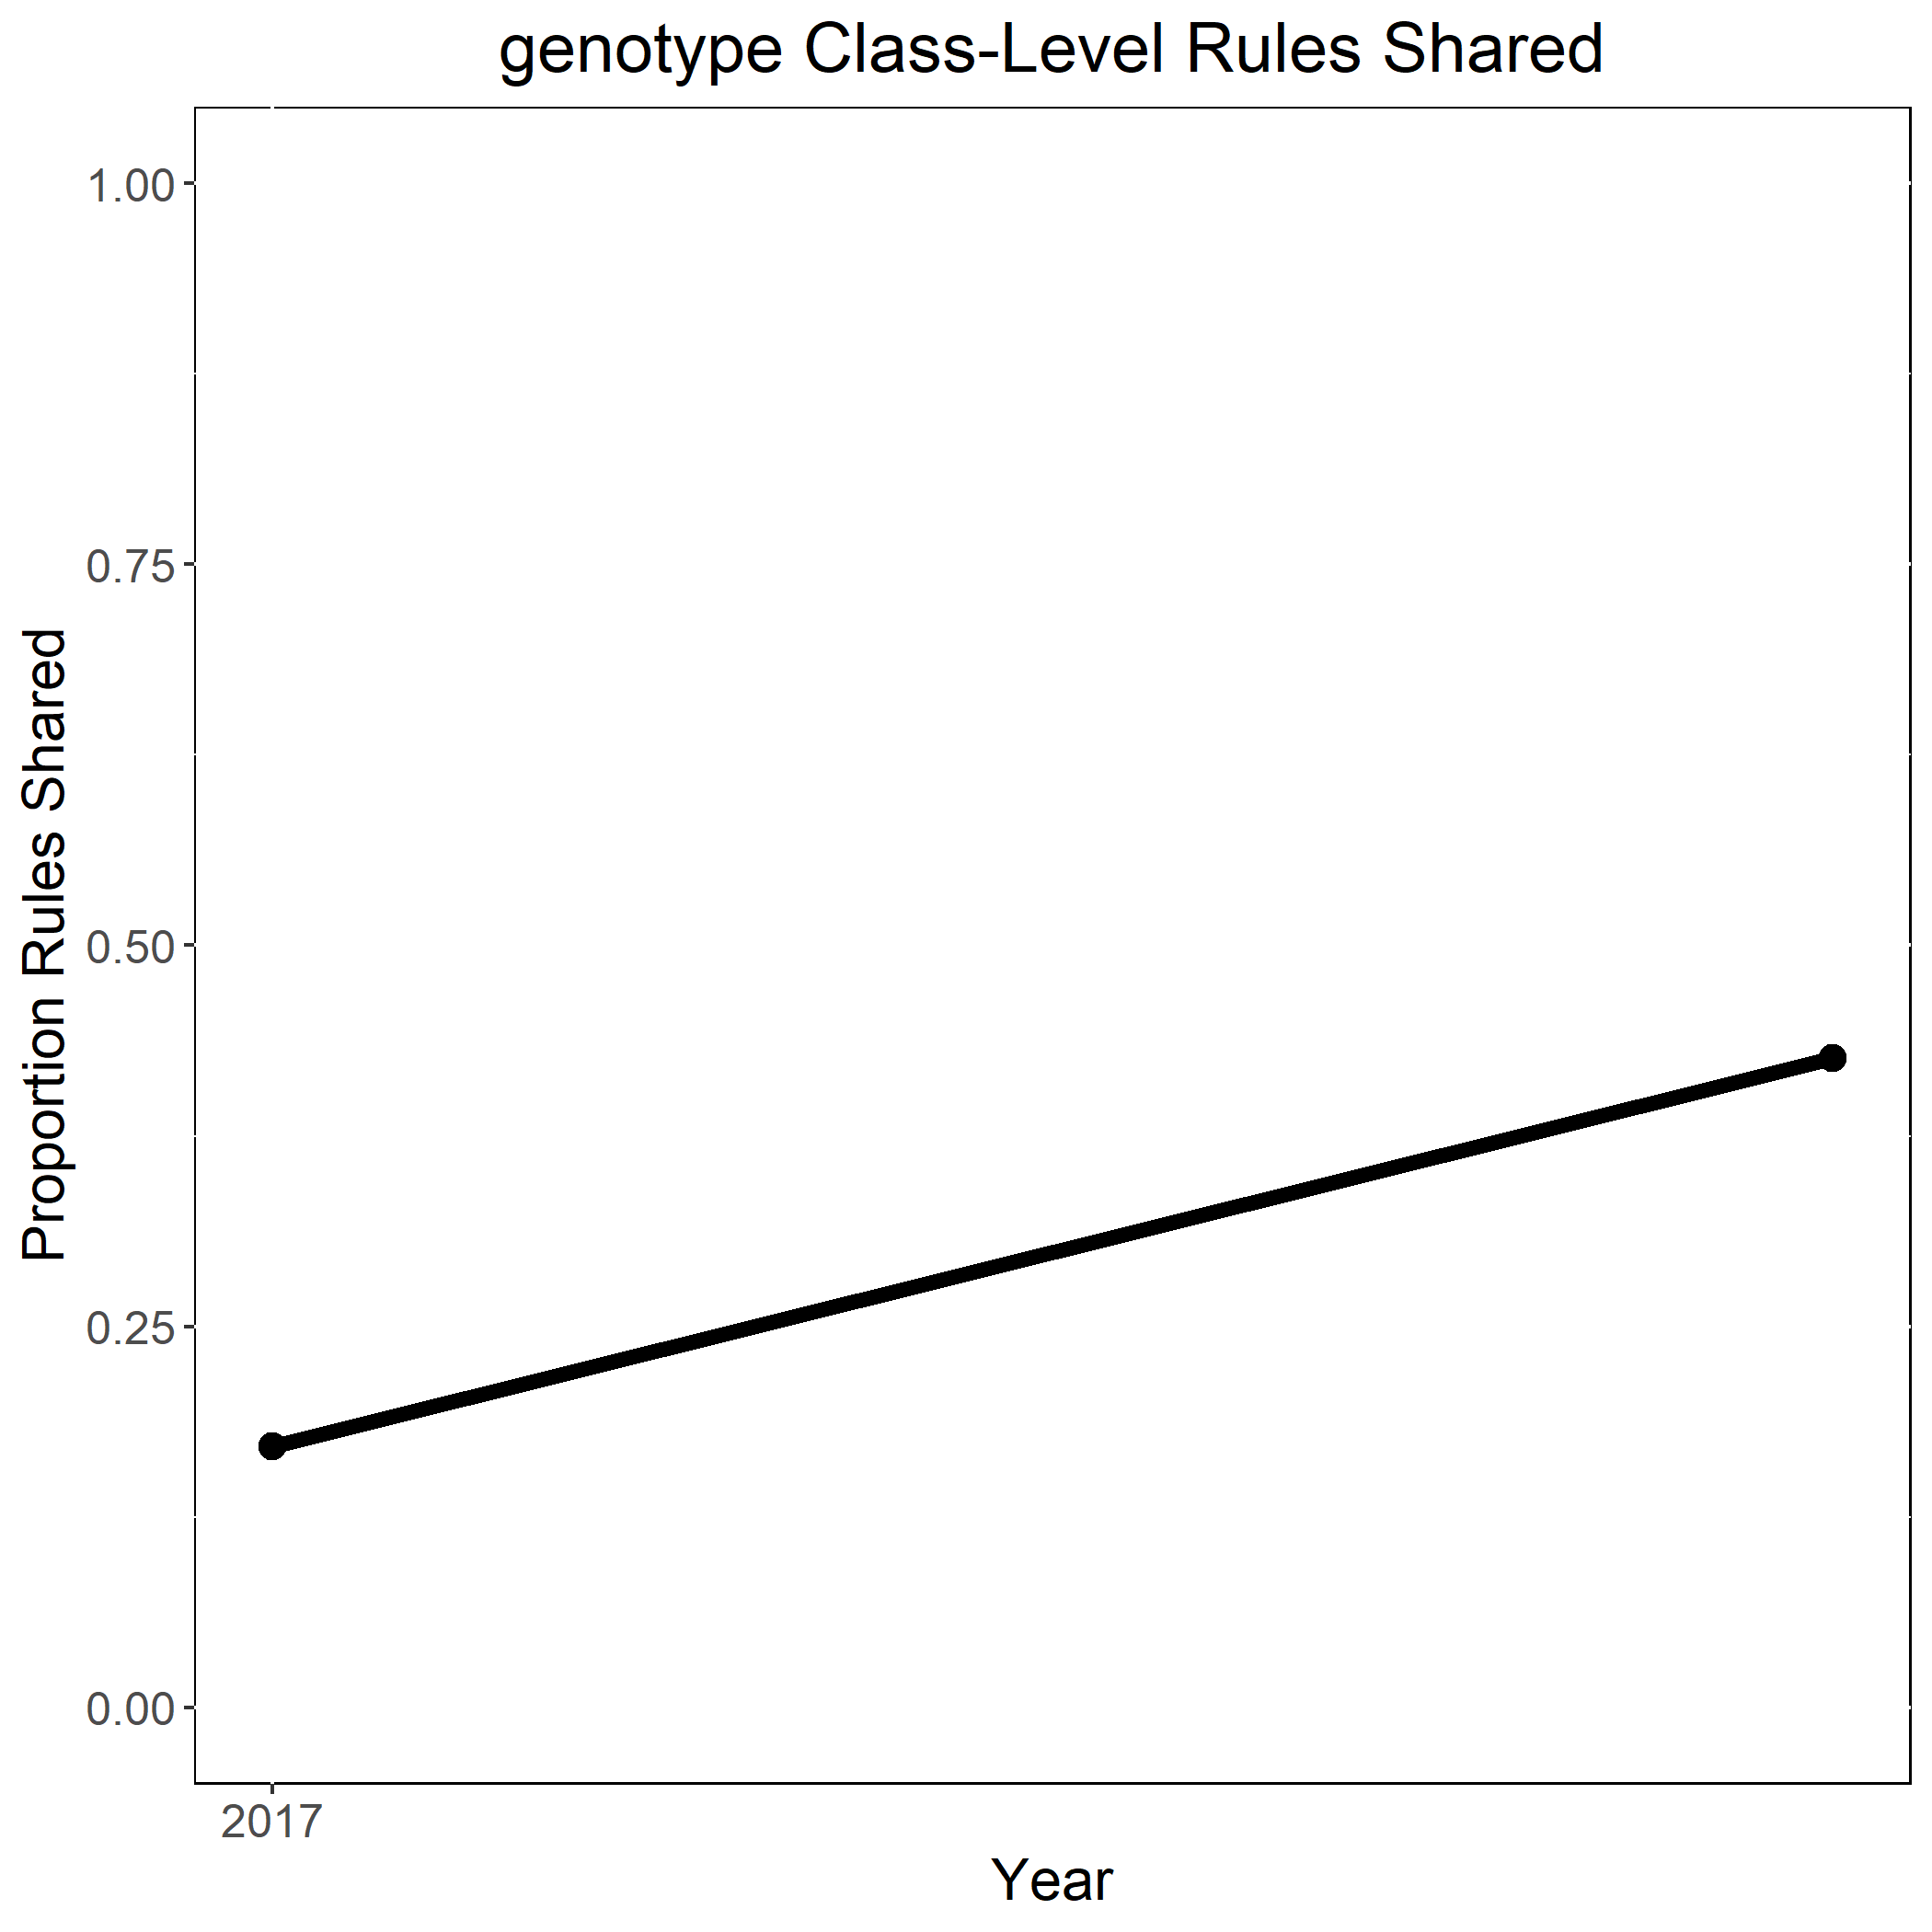 genotype Class-Level Rules Shared
1.00
0.75
0.50
0.25
0.00
Proportion Rules Shared
2017
Year